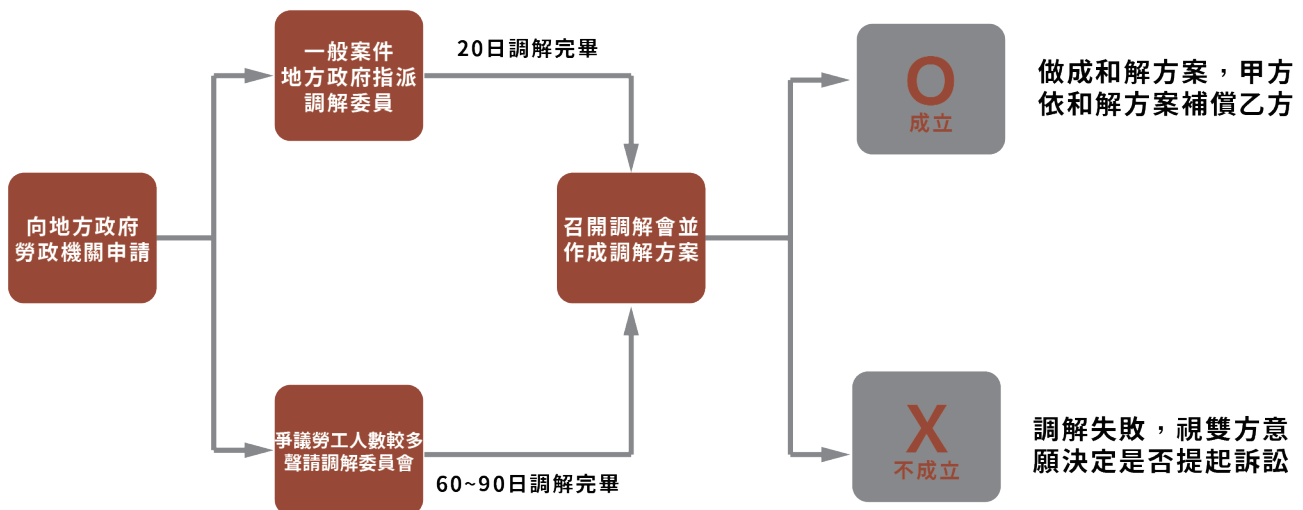 向地方政府
勞政機關申請
一般案件
地方政府指派
調解委員
20日調解完畢
爭議勞工人數較多
聲請調解委員會
60~90日調解完畢
召開調解會並
作成調解方案
O
成立
做成和解方案，甲方
依和解方案補償乙方
X
不成立
調解失敗，視雙方意
願決定是否提起訴訟